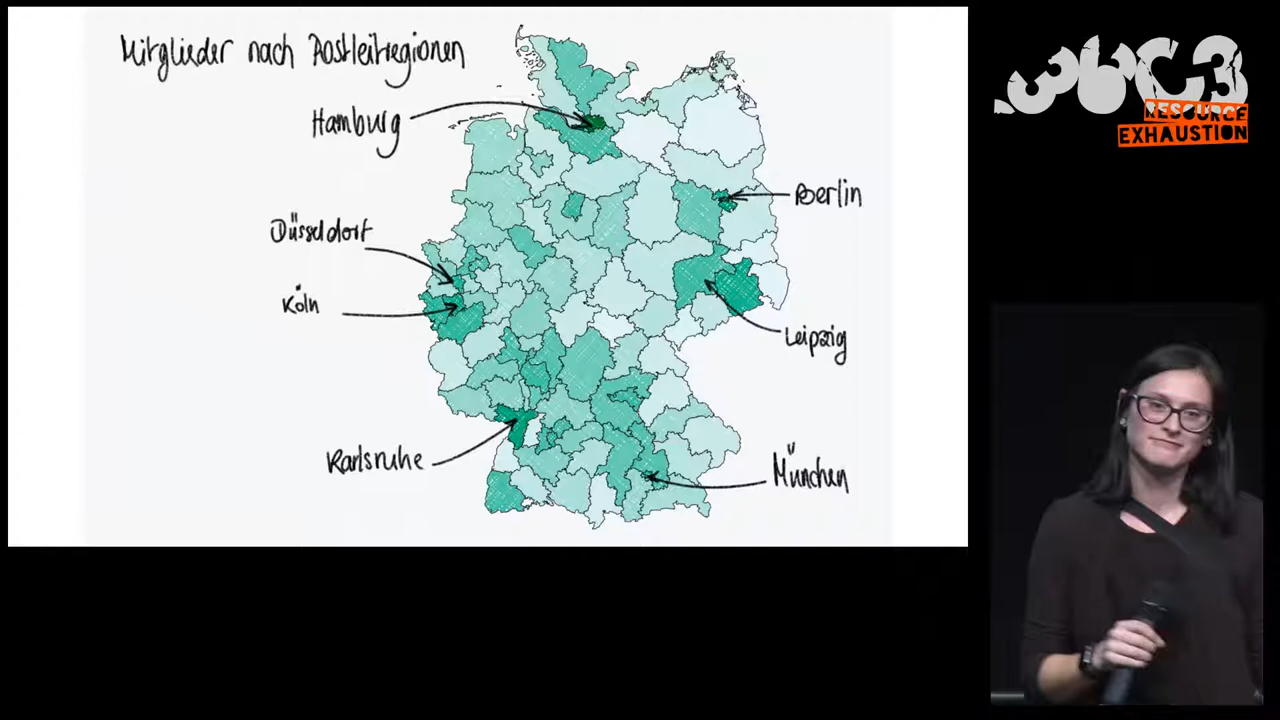 Mitglieder nach Postleitregionen
Hamburg
Berlin
Düsseldorf
Köln
Leipzig
Karlsruhe
München
36C3
RESOURCE
EXHAUSTION